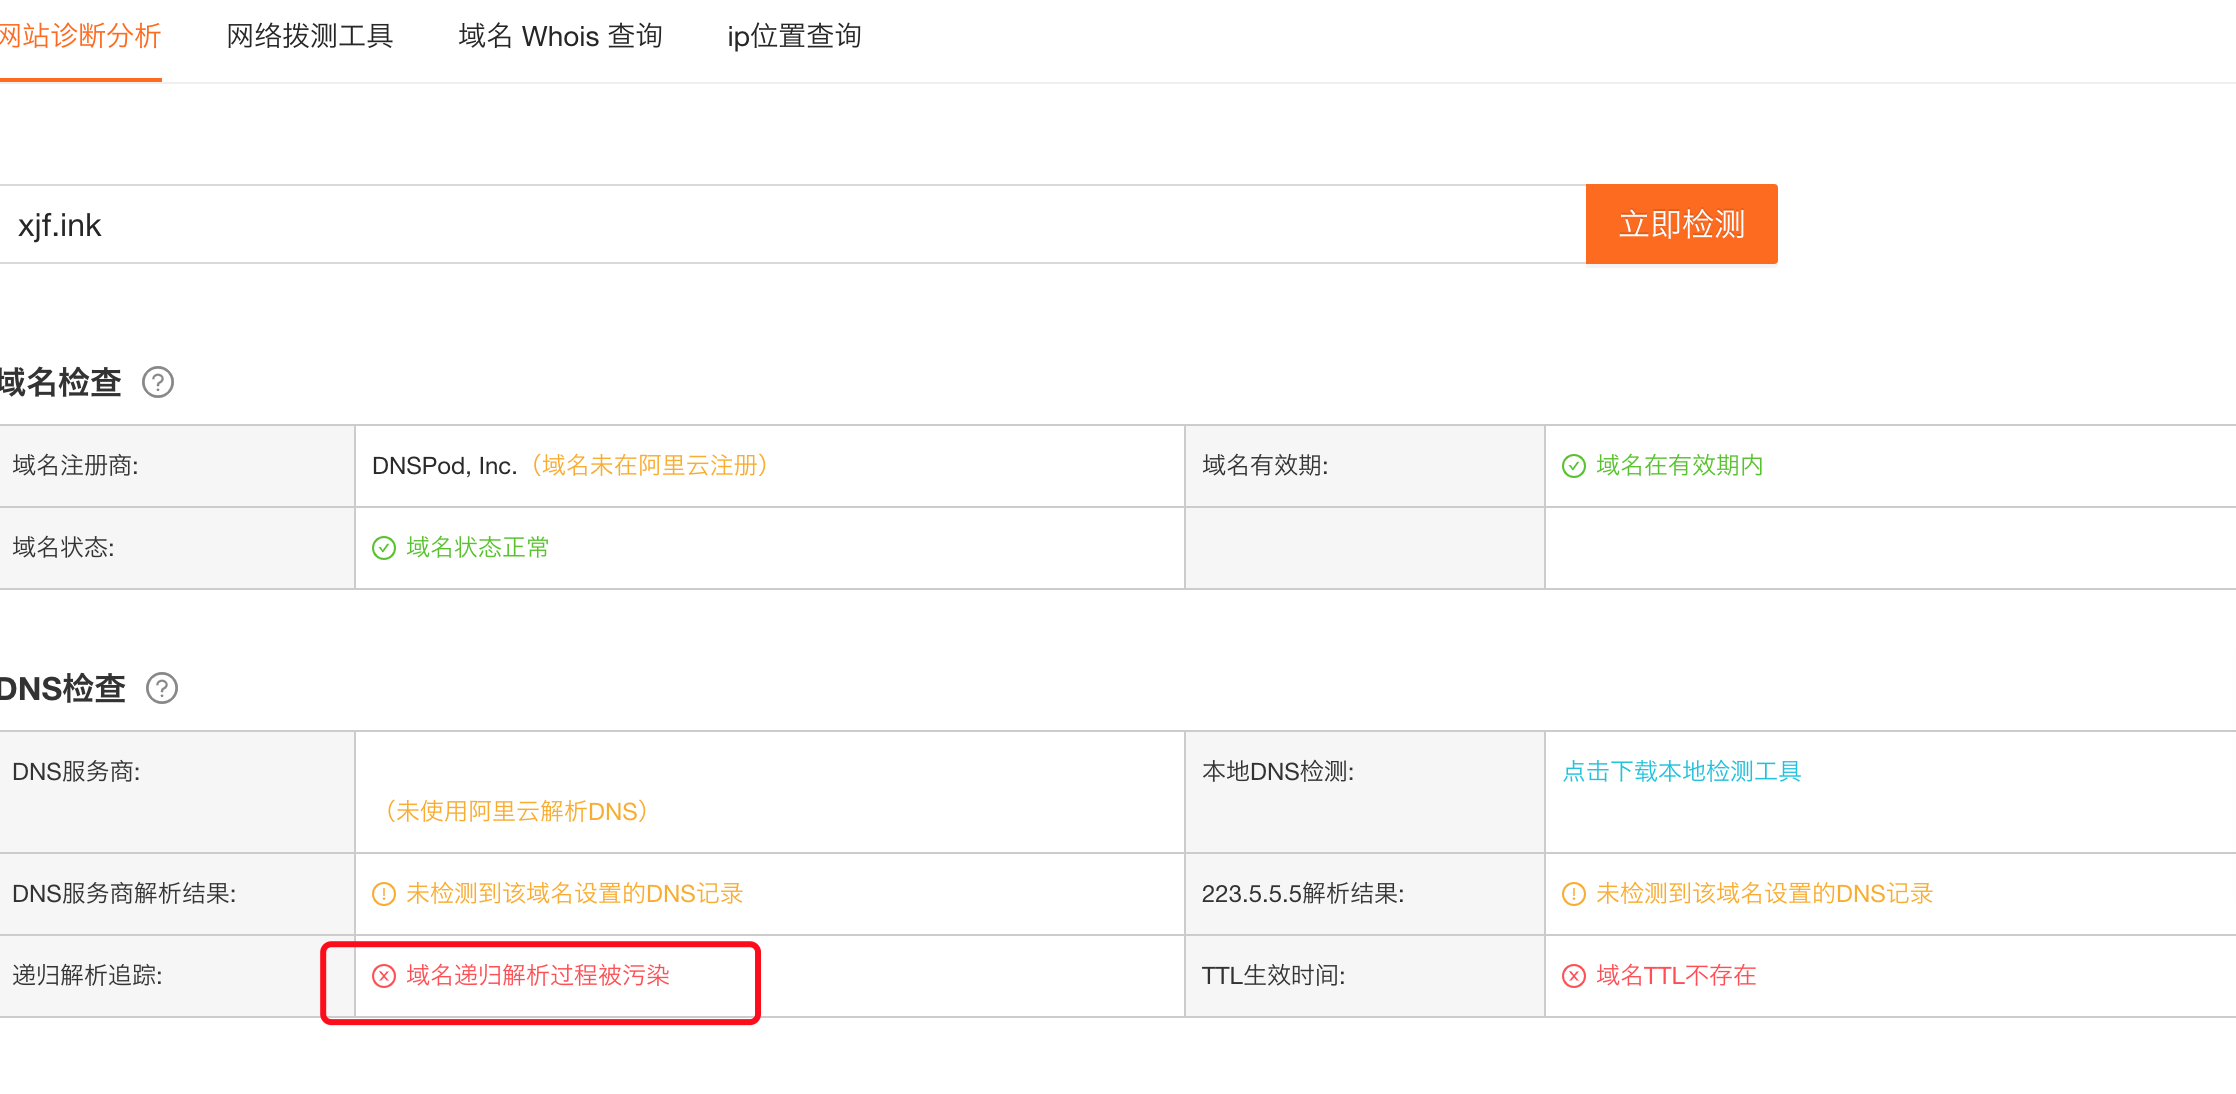 网站诊断分析 网络拨测工具 域名 Whois 查询 ip位置查询
xjf.ink 立即检测
域名检查 ?
域名注册商: DNSPod, Inc.（域名未在阿里云注册） 域名有效期: 域名在有效期内
域名状态: 域名状态正常
DNS检查 ?
DNS服务商: 本地DNS检测: 点击下载本地检测工具
（未使用阿里云解析DNS）
DNS服务商解析结果: 未检测到该域名设置的DNS记录 223.5.5.5解析结果: 未检测到该域名设置的DNS记录
递归解析追踪: 域名递归解析过程被污染 TTL生效时间: 域名TTL不存在